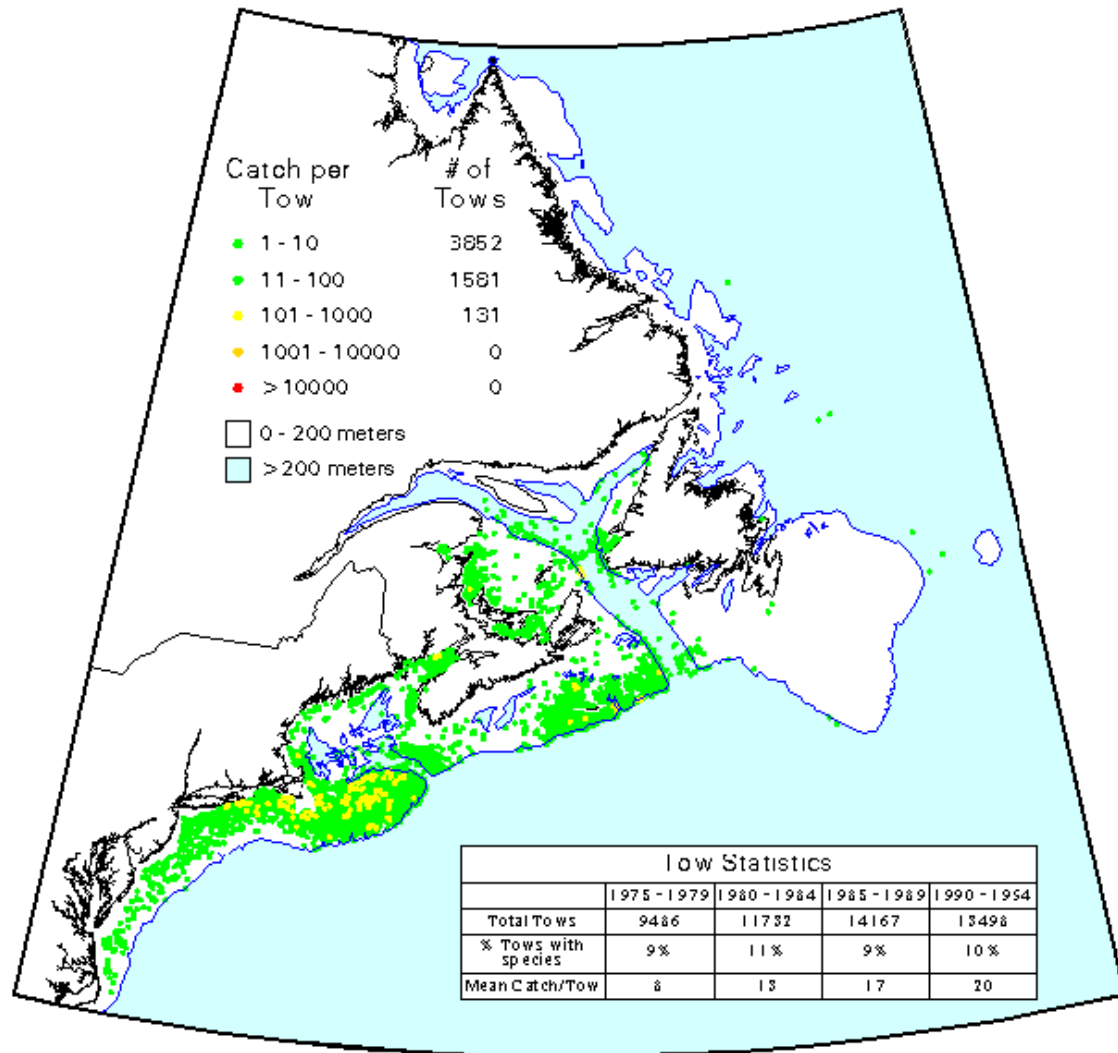 Catch per # of
Tow Tows
1 - 10 3852
11 - 100 1581
101 - 1000 131
1001 - 10000 0
>10000 0
0 - 200 meters
>200 meters
Tow Statistics
1975 - 1979 1980 - 1984 1985 - 1989 1990 - 1994
Total Tows 9486 11732 14167 13498
% Tows with
species 9% 11% 9% 10%
Mean Catch/Tow 8 13 17 20